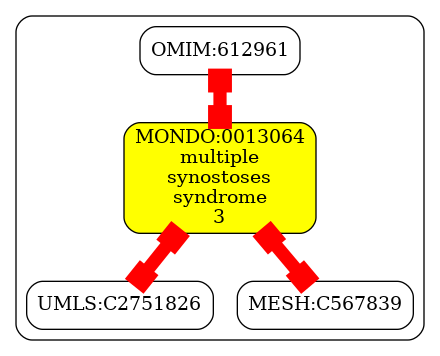 OMIM:612961
MONDO:0013064
multiple
synostoses
syndrome
3
UMLS:C2751826
MESH:C567839